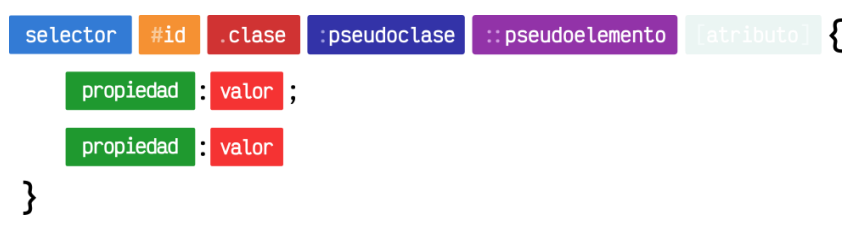 selector #id .clase :pseudoclase ::pseudoelemento [atributo] {
propiedad : valor ;
propiedad : valor
}